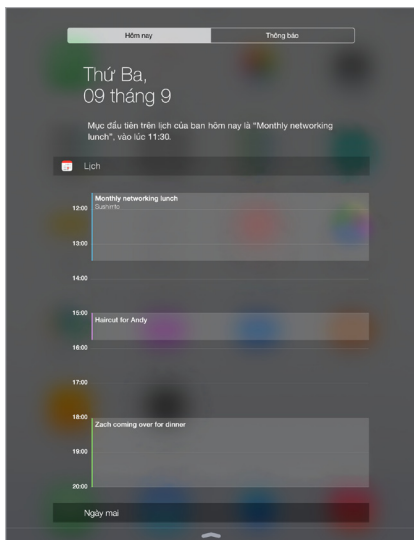 Hôm nay
Thông báo
Thứ Ba,
09 tháng 9
Mục đầu tiên trên lịch của bạn hôm nay là “Monthly networking
lunch”, vào lúc 11:30.
Lịch
Monthly networking lunch
12:00
13:00
14:00
15:00
Haircut for Andy
16:00
17:00
18:00
Zach coming over for dinner
19:00
20:00
Ngày mai